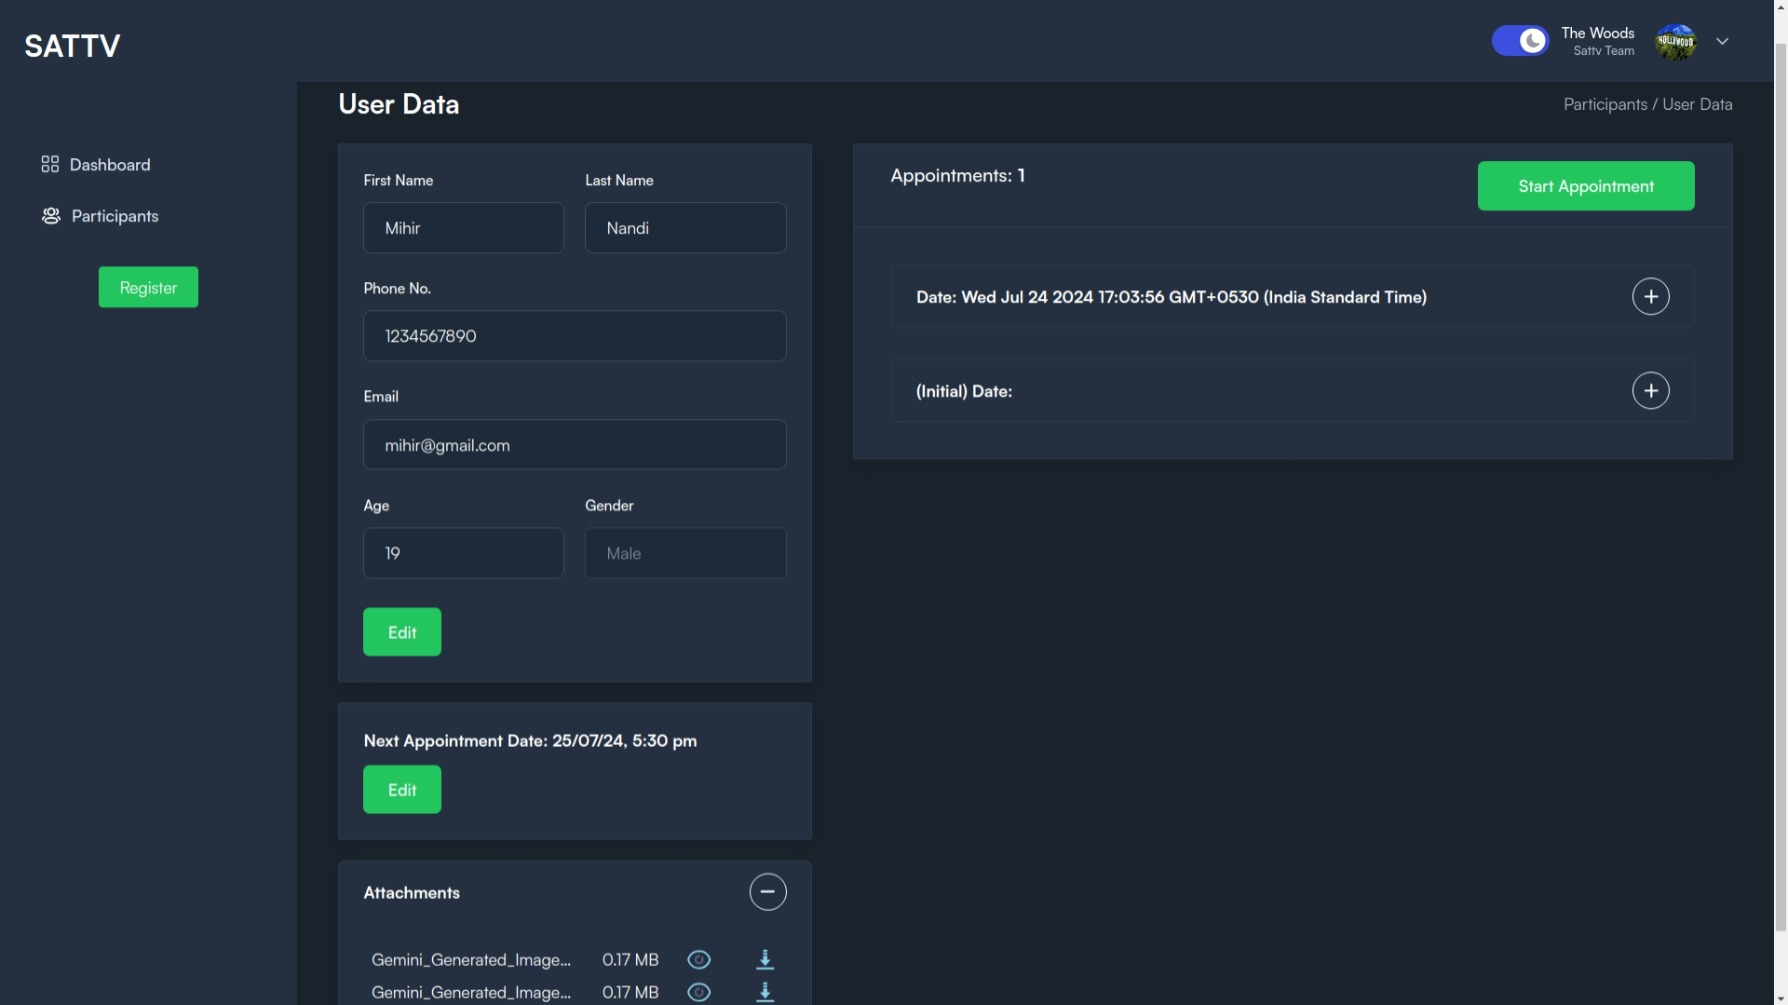 SATTV
The Woods
Sattv Team
HOLLYWOOD
Dashboard
Participants
Register
User Data
Participants / User Data
First Name
Last Name
Mihir
Nandi
Phone No.
1234567890
Email
mihir@gmail.com
Age
Gender
19
Male
Edit
Next Appointment Date: 25/07/24, 5:30 pm
Edit
Attachments
Gemini_Generated_Image... 0.17 MB
Gemini_Generated_Image... 0.17 MB
Appointments: 1
Start Appointment
Date: Wed Jul 24 2024 17:03:56 GMT+0530 (India Standard Time)
(Initial) Date: